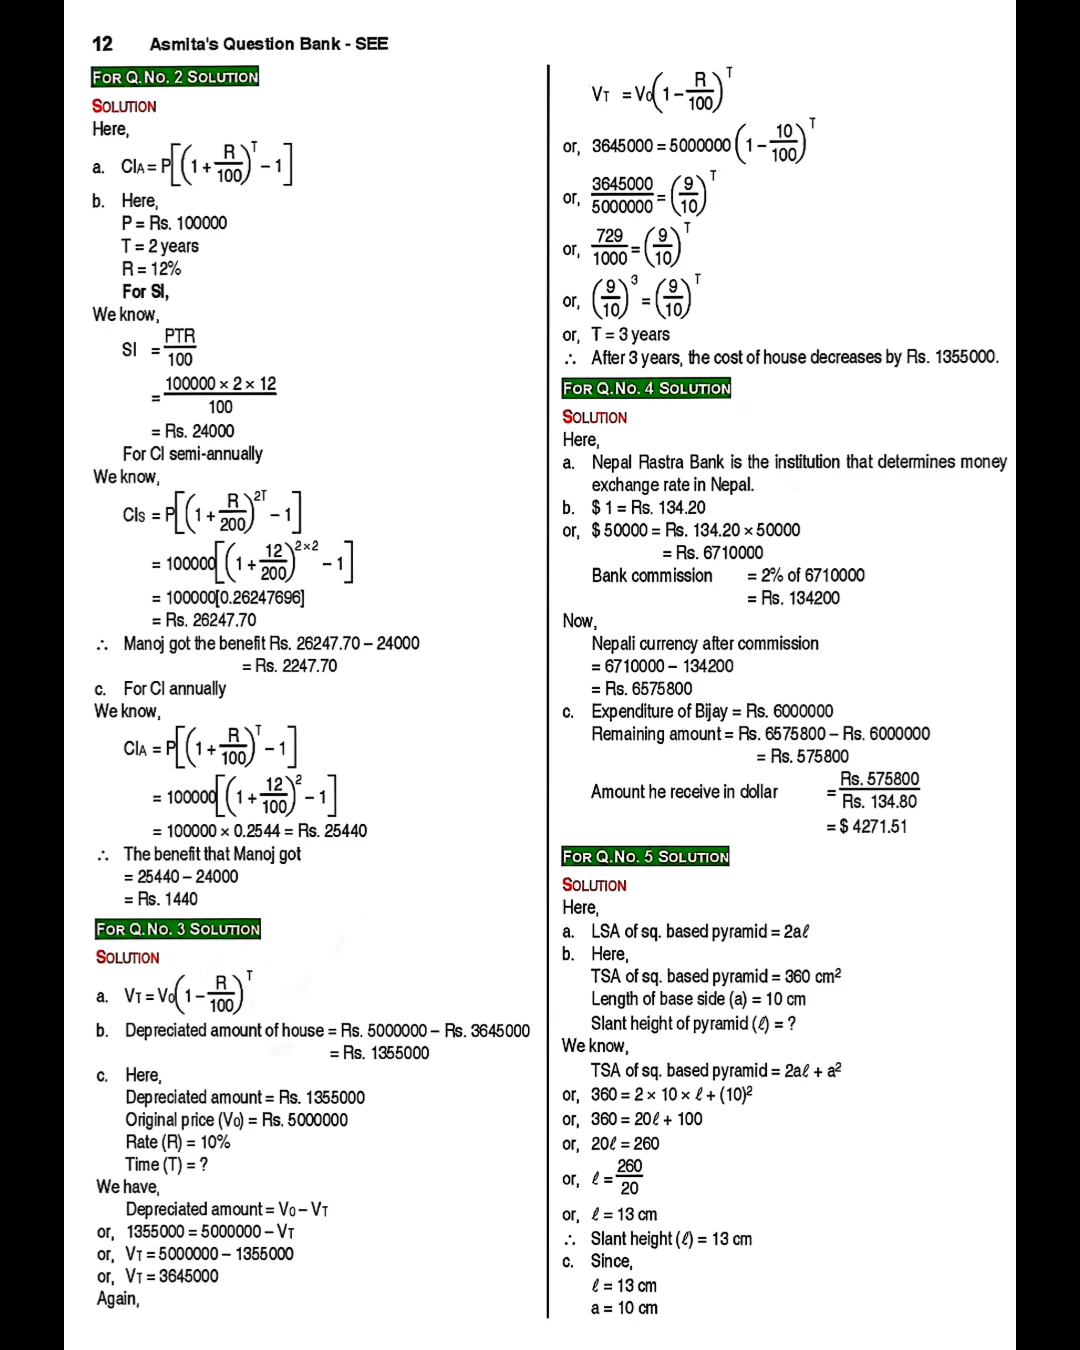 12 Asmita's Question Bank - SEE
FOR Q.NO. 2 SOLUTION
SOLUTION
Here,
a. CIA = P[(1 + R/100)^T − 1]
b. Here,
P = Rs. 100000
T = 2 years
R = 12%
For SI,
We know,
SI = PTR/100
= 100000 × 2 × 12/100
= Rs. 24000
For CI semi-annually
We know,
CIs = P[(1 + R/200)^2T − 1]
= 100000[(1 + 12/200)^2×2 − 1]
= 100000[0.26247696]
= Rs. 26247.70
∴ Manoj got the benefit Rs. 26247.70 – 24000
= Rs. 2247.70
c. For CI annually
We know,
CIA = P[(1 + R/100)^T − 1]
= 100000[(1 + 12/100)^2 − 1]
= 100000 × 0.2544 = Rs. 25440
∴ The benefit that Manoj got
= 25440 – 24000
= Rs. 1440
FOR Q.NO. 3 SOLUTION
SOLUTION
a. VT = V0(1 − R/100)^T
b. Depreciated amount of house = Rs. 5000000 – Rs. 3645000
= Rs. 1355000
c. Here,
Depreciated amount = Rs. 1355000
Original price (V0) = Rs. 5000000
Rate (R) = 10%
Time (T) = ?
We have,
Depreciated amount = V0 – VT
or, 1355000 = 5000000 – VT
or, VT = 5000000 – 1355000
or, VT = 3645000
Again,
VT = V0(1 − R/100)^T
or, 3645000 = 5000000(1 − 10/100)^T
or, 3645000/5000000 = (9/10)^T
or, 729/1000 = (9/10)^T
or, (9/10)^3 = (9/10)^T
or, T = 3 years
∴ After 3 years, the cost of house decreases by Rs. 1355000.
FOR Q.NO. 4 SOLUTION
SOLUTION
Here,
a. Nepal Rastra Bank is the institution that determines money
exchange rate in Nepal.
b. $ 1 = Rs. 134.20
or, $ 50000 = Rs. 134.20 × 50000
= Rs. 6710000
Bank commission = 2% of 6710000
= Rs. 134200
Now,
Nepali currency after commission
= 6710000 – 134200
= Rs. 6575800
c. Expenditure of Bijay = Rs. 6000000
Remaining amount = Rs. 6575800 – Rs. 6000000
= Rs. 575800
Amount he receive in dollar = Rs. 575800/Rs. 134.80
= $ 4271.51
FOR Q.NO. 5 SOLUTION
SOLUTION
Here,
a. LSA of sq. based pyramid = 2aℓ
b. Here,
TSA of sq. based pyramid = 360 cm²
Length of base side (a) = 10 cm
Slant height of pyramid (ℓ) = ?
We know,
TSA of sq. based pyramid = 2aℓ + a²
or, 360 = 2 × 10 × ℓ + (10)²
or, 360 = 20ℓ + 100
or, 20ℓ = 260
or, ℓ = 260/20
or, ℓ = 13 cm
∴ Slant height (ℓ) = 13 cm
c. Since,
ℓ = 13 cm
a = 10 cm